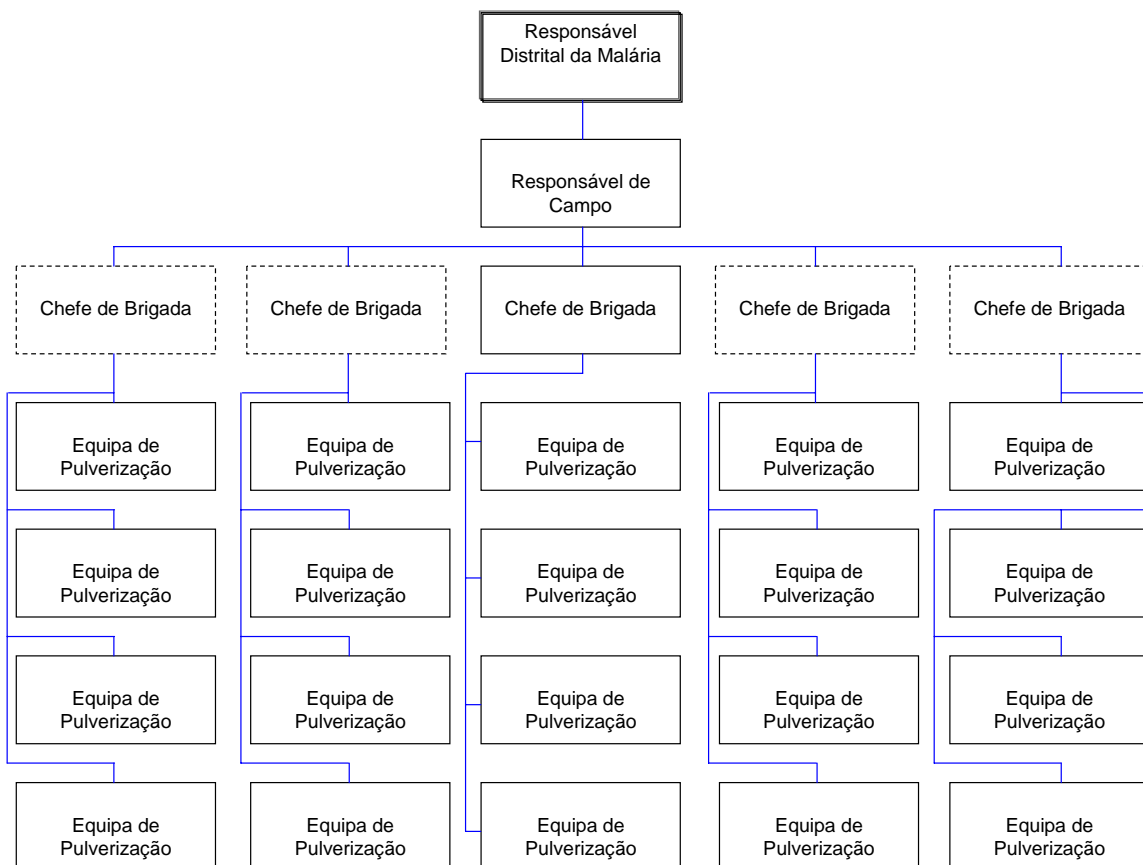 Responsável
Distrital da Malária
Responsável de
Campo
Chefe de Brigada
Chefe de Brigada
Chefe de Brigada
Chefe de Brigada
Chefe de Brigada
Equipa de
Pulverização
Equipa de
Pulverização
Equipa de
Pulverização
Equipa de
Pulverização
Equipa de
Pulverização
Equipa de
Pulverização
Equipa de
Pulverização
Equipa de
Pulverização
Equipa de
Pulverização
Equipa de
Pulverização
Equipa de
Pulverização
Equipa de
Pulverização
Equipa de
Pulverização
Equipa de
Pulverização
Equipa de
Pulverização
Equipa de
Pulverização
Equipa de
Pulverização
Equipa de
Pulverização
Equipa de
Pulverização
Equipa de
Pulverização